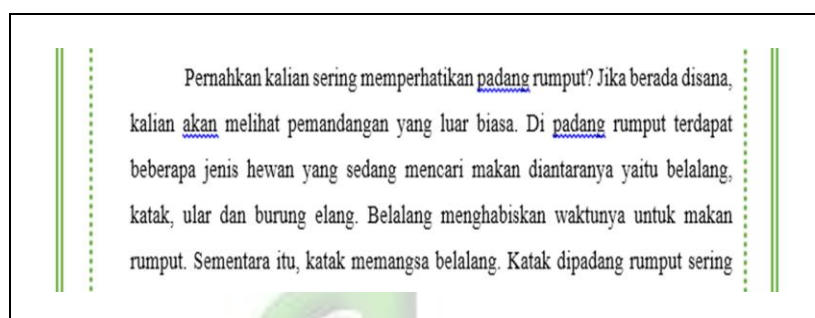 Pernahkan kalian sering memperhatikan padang rumput? Jika berada disana,
kalian akan melihat pemandangan yang luar biasa. Di padang rumput terdapat
beberapa jenis hewan yang sedang mencari makan diantaranya yaitu belalang,
katak, ular dan burung elang. Belalang menghabiskan waktunya untuk makan
rumput. Sementara itu, katak memangsa belalang. Katak dipadang rumput sering